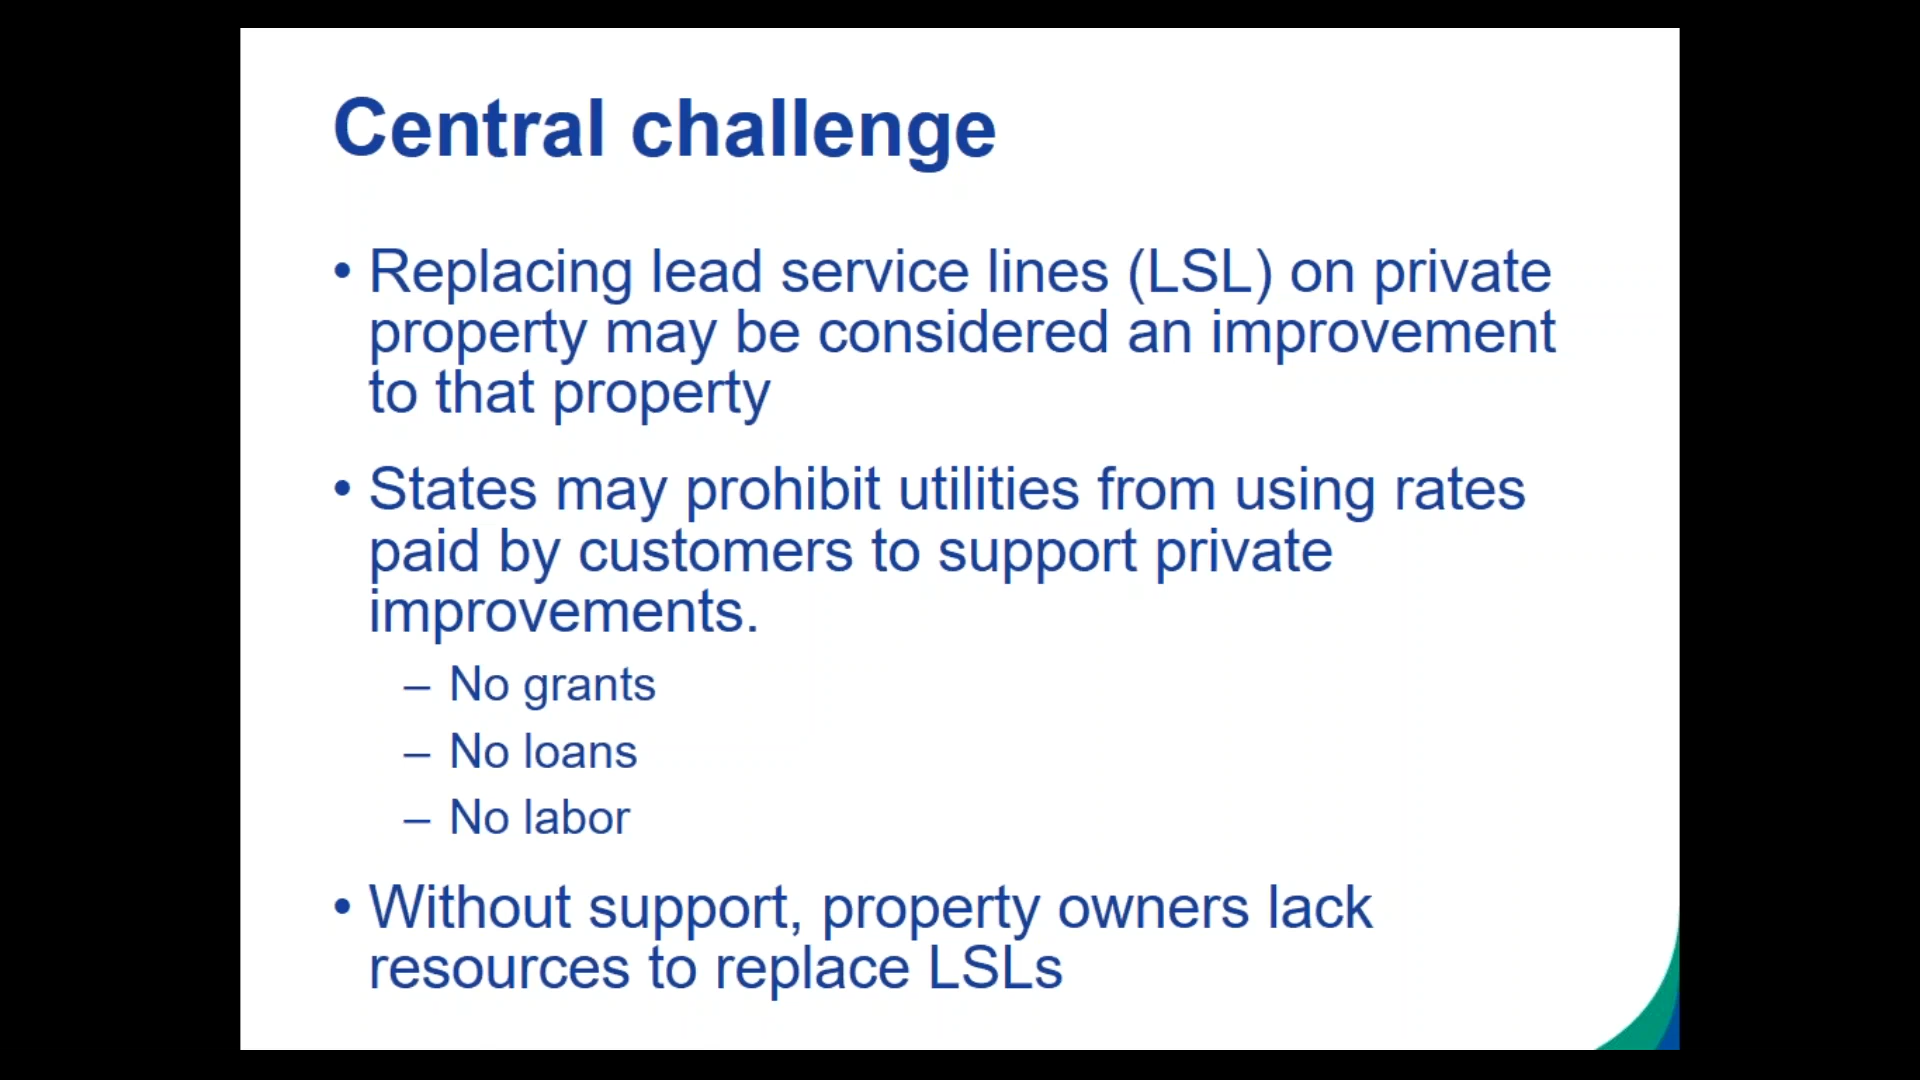 Central challenge
• Replacing lead service lines (LSL) on private
property may be considered an improvement
to that property
• States may prohibit utilities from using rates
paid by customers to support private
improvements.
– No grants
– No loans
– No labor
• Without support, property owners lack
resources to replace LSLs